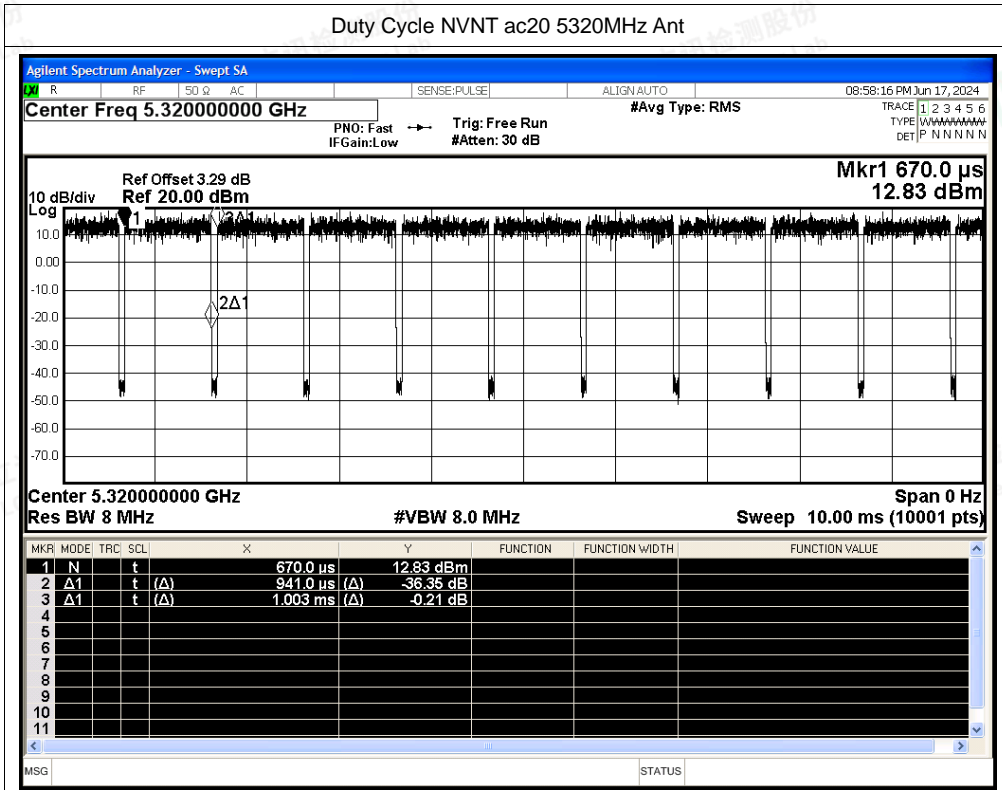 Duty Cycle NVNT ac20 5320MHz Ant
Agilent Spectrum Analyzer - Swept SA
LXI R RF 50 Ω AC SENSE:PULSE ALIGN AUTO 08:58:16 PM Jun 17, 2024
Center Freq 5.320000000 GHz #Avg Type: RMS TRACE 1 2 3 4 5 6
PNO: Fast Trig: Free Run TYPE WWWWWW
IFGain:Low #Atten: 30 dB DET P N N N N N
Mkr1 670.0 µs
Ref Offset 3.29 dB
10 dB/div Ref 20.00 dBm 12.83 dBm
Log
1 3Δ1
10.0
0.00
-10.0
2Δ1
-20.0
-30.0
-40.0
-50.0
-60.0
-70.0
Center 5.320000000 GHz Span 0 Hz
Res BW 8 MHz #VBW 8.0 MHz Sweep 10.00 ms (10001 pts)
MKR MODE TRC SCL X Y FUNCTION FUNCTION WIDTH FUNCTION VALUE
1 N t 670.0 µs 12.83 dBm
2 Δ1 t (Δ) 941.0 µs (Δ) -36.35 dB
3 Δ1 t (Δ) 1.003 ms (Δ) -0.21 dB
4
5
6
7
8
9
10
11
MSG STATUS